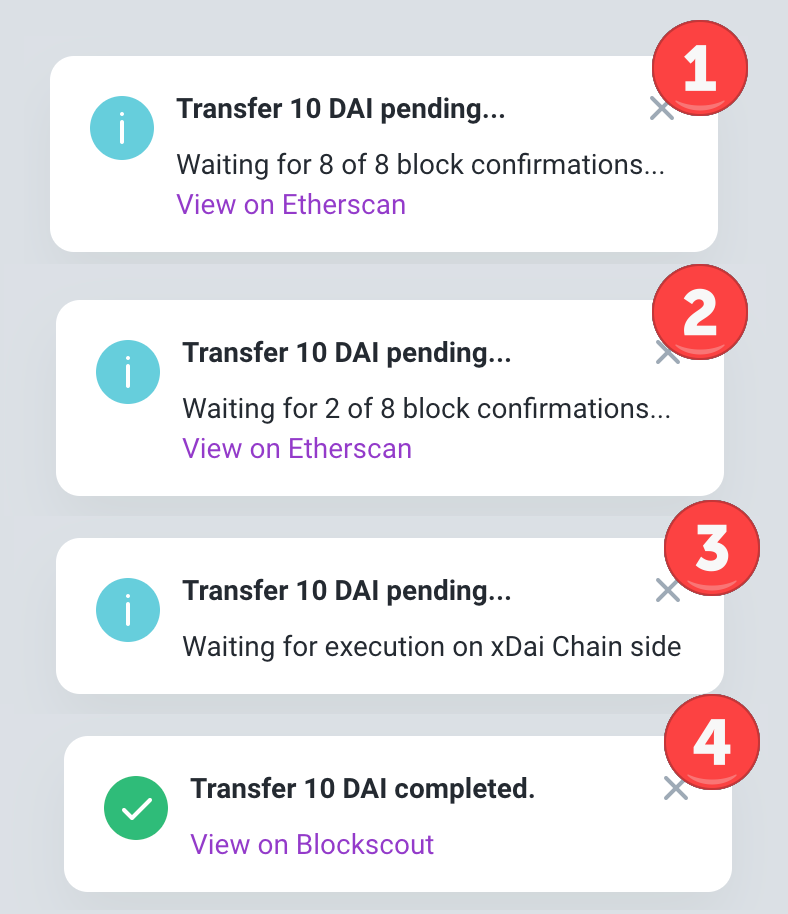 1
Transfer 10 DAI pending...
Waiting for 8 of 8 block confirmations...
View on Etherscan
2
Transfer 10 DAI pending...
Waiting for 2 of 8 block confirmations...
View on Etherscan
3
Transfer 10 DAI pending...
Waiting for execution on xDai Chain side
4
Transfer 10 DAI completed.
View on Blockscout